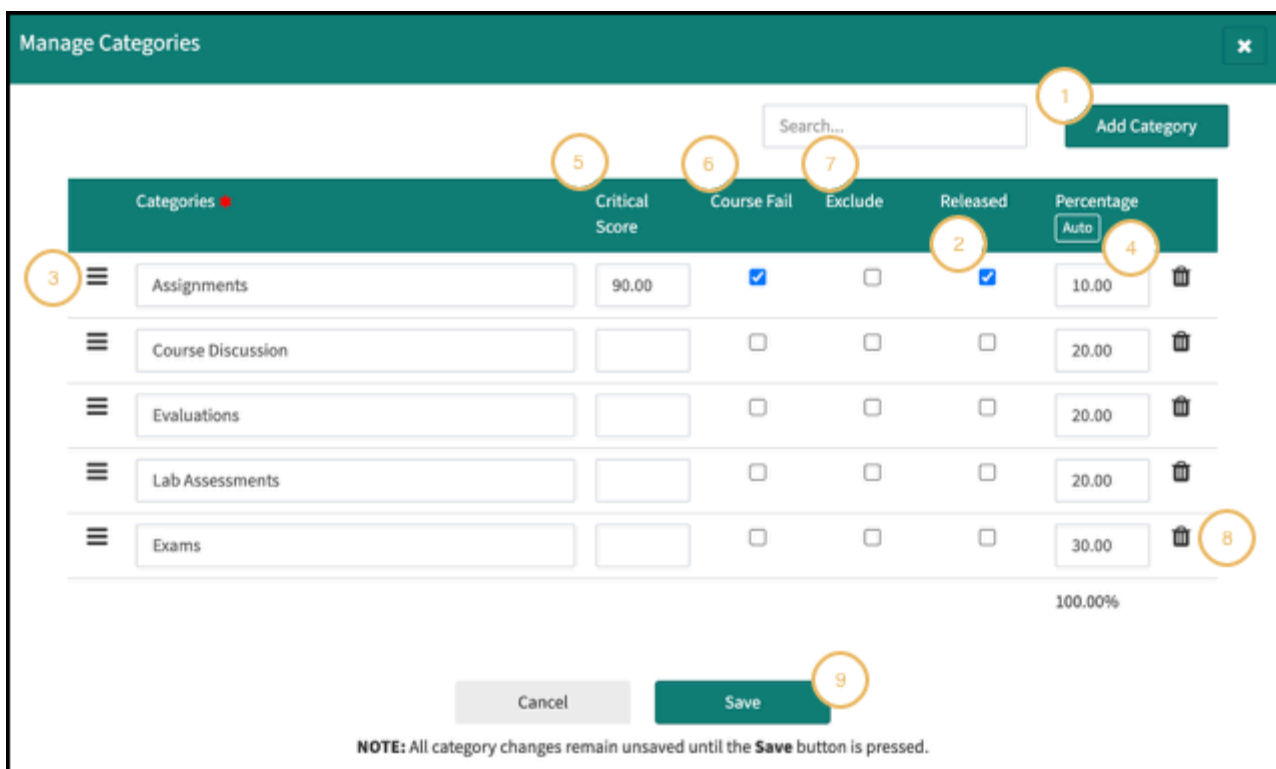 Manage Categories
1
Search...
Add Category
5
6
7
Categories
Critical Score
Course Fail
Exclude
Released
Percentage
Auto
2
4
3
Assignments
90.00
10.00
Course Discussion
20.00
Evaluations
20.00
Lab Assessments
20.00
Exams
30.00
8
100.00%
9
Cancel
Save
NOTE: All category changes remain unsaved until the Save button is pressed.